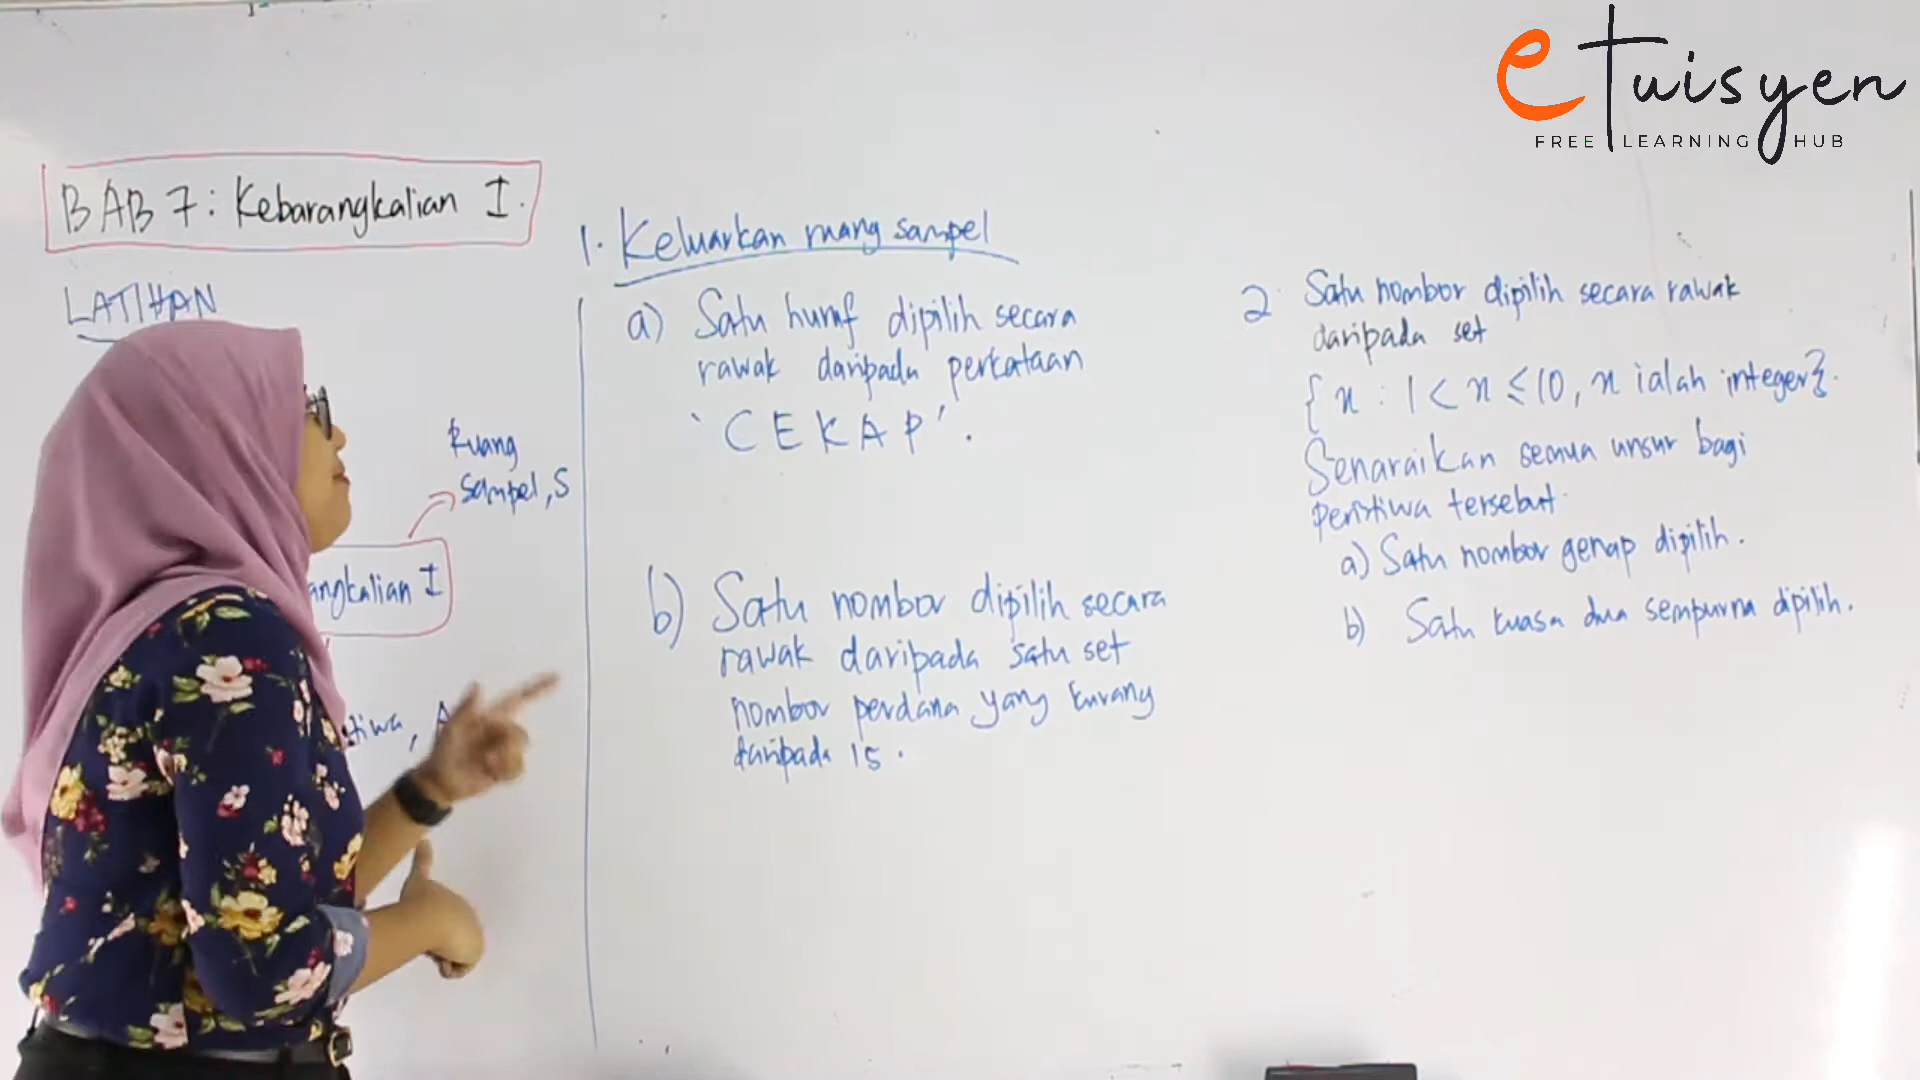 eTuisyen
FREE LEARNING HUB
BAB 7: Kebarangkalian I.
LATIHAN
Ruang
Sampel, S
angkalian I
tiwa, A
1. Keluarkan ruang sampel
a) Satu huruf dipilih secara
rawak daripada perkataan
‘CEKAP’.
b) Satu nombor dipilih secara
rawak daripada satu set
nombor perdana yang kurang
daripada 15.
2 Satu nombor dipilih secara rawak
daripada set
{x : 1 < x ≤ 10, x ialah integer}.
Senaraikan semua unsur bagi
peristiwa tersebut.
a) Satu nombor genap dipilih.
b) Satu kuasa dua sempurna dipilih.